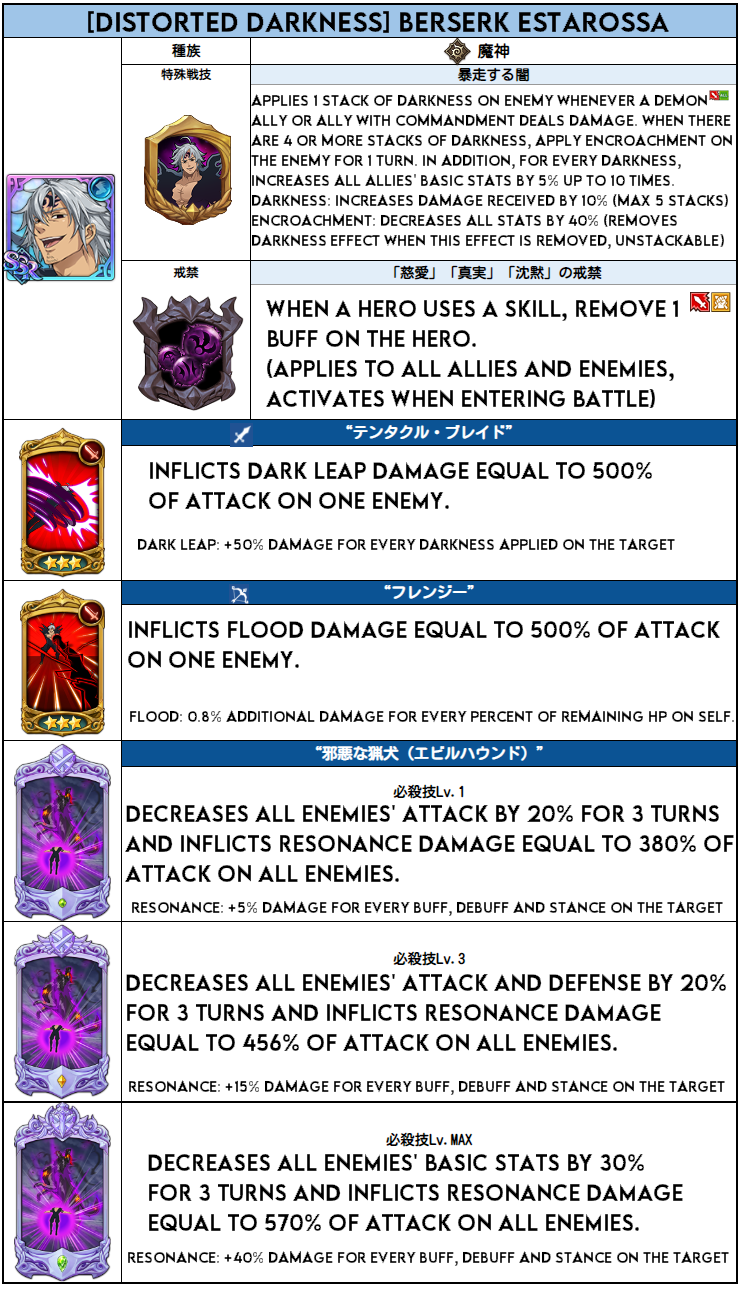 [DISTORTED DARKNESS] BERSERK ESTAROSSA
種族
魔神
特殊戦技
暴走する闇
APPLIES 1 STACK OF DARKNESS ON ENEMY WHENEVER A DEMON
ALLY OR ALLY WITH COMMANDMENT DEALS DAMAGE. WHEN THERE
ARE 4 OR MORE STACKS OF DARKNESS, APPLY ENCROACHMENT ON
THE ENEMY FOR 1 TURN. IN ADDITION, FOR EVERY DARKNESS,
INCREASES ALL ALLIES' BASIC STATS BY 5% UP TO 10 TIMES.
DARKNESS: INCREASES DAMAGE RECEIVED BY 10% (MAX 5 STACKS)
ENCROACHMENT: DECREASES ALL STATS BY 40% (REMOVES
DARKNESS EFFECT WHEN THIS EFFECT IS REMOVED, UNSTACKABLE)
SSR
戒禁
「慈愛」「真実」「沈黙」の戒禁
WHEN A HERO USES A SKILL, REMOVE 1
BUFF ON THE HERO.
(APPLIES TO ALL ALLIES AND ENEMIES,
ACTIVATES WHEN ENTERING BATTLE)
“テンタクル・ブレイド”
INFLICTS DARK LEAP DAMAGE EQUAL TO 500%
OF ATTACK ON ONE ENEMY.
DARK LEAP: +50% DAMAGE FOR EVERY DARKNESS APPLIED ON THE TARGET
“フレンジー”
INFLICTS FLOOD DAMAGE EQUAL TO 500% OF ATTACK
ON ONE ENEMY.
FLOOD: 0.8% ADDITIONAL DAMAGE FOR EVERY PERCENT OF REMAINING HP ON SELF.
“邪悪な猟犬（エビルハウンド）”
必殺技Lv.1
DECREASES ALL ENEMIES' ATTACK BY 20% FOR 3 TURNS
AND INFLICTS RESONANCE DAMAGE EQUAL TO 380% OF
ATTACK ON ALL ENEMIES.
RESONANCE: +5% DAMAGE FOR EVERY BUFF, DEBUFF AND STANCE ON THE TARGET
必殺技Lv.3
DECREASES ALL ENEMIES' ATTACK AND DEFENSE BY 20%
FOR 3 TURNS AND INFLICTS RESONANCE DAMAGE
EQUAL TO 456% OF ATTACK ON ALL ENEMIES.
RESONANCE: +15% DAMAGE FOR EVERY BUFF, DEBUFF AND STANCE ON THE TARGET
必殺技Lv.MAX
DECREASES ALL ENEMIES' BASIC STATS BY 30%
FOR 3 TURNS AND INFLICTS RESONANCE DAMAGE
EQUAL TO 570% OF ATTACK ON ALL ENEMIES.
RESONANCE: +40% DAMAGE FOR EVERY BUFF, DEBUFF AND STANCE ON THE TARGET